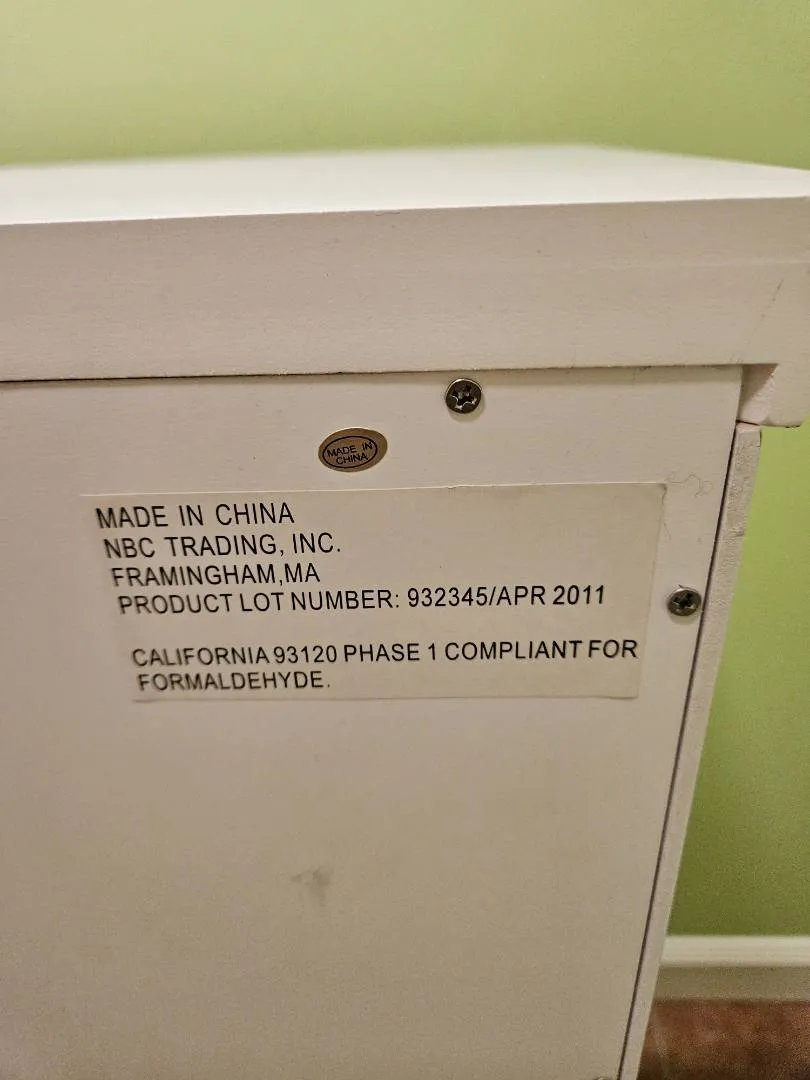 MADE IN
CHINA
MADE IN CHINA
NBC TRADING, INC.
FRAMINGHAM,MA
PRODUCT LOT NUMBER: 932345/APR 2011
CALIFORNIA 93120 PHASE 1 COMPLIANT FOR
FORMALDEHYDE.